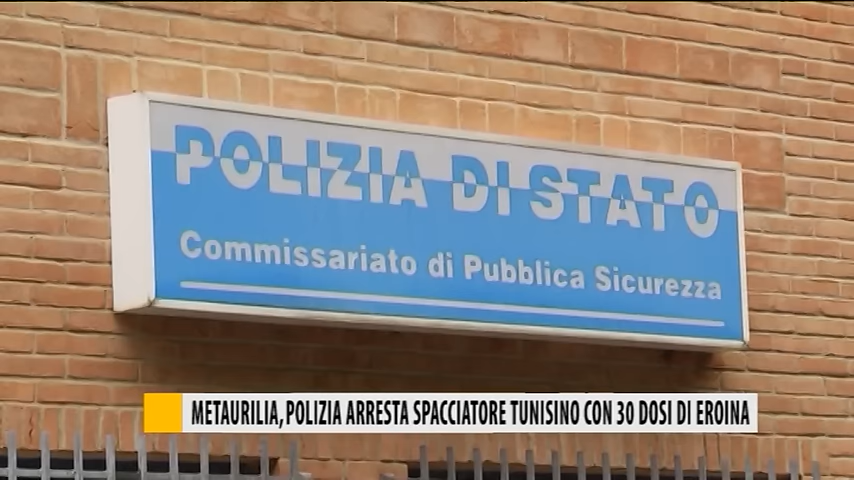 POLIZIA DI STATO
Commissariato di Pubblica Sicurezza
METAURILIA, POLIZIA ARRESTA SPACCIATORE TUNISINO CON 30 DOSI DI EROINA